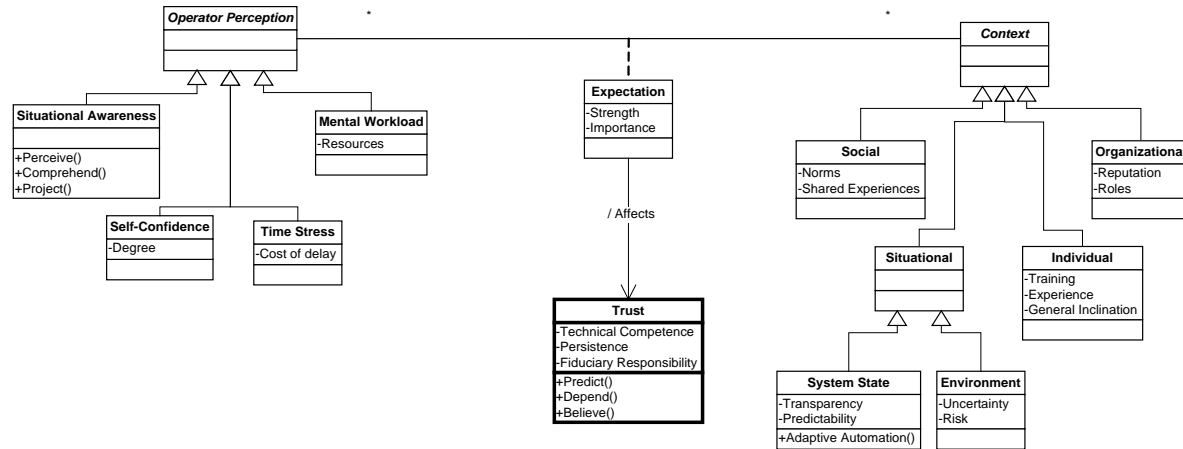 Operator Perception
*
*
Context
Situational Awareness
+Perceive()
+Comprehend()
+Project()
Mental Workload
-Resources
Self-Confidence
-Degree
Time Stress
-Cost of delay
Expectation
-Strength
-Importance
/ Affects
Trust
-Technical Competence
-Persistence
-Fiduciary Responsibility
+Predict()
+Depend()
+Believe()
Social
-Norms
-Shared Experiences
Organizational
-Reputation
-Roles
Situational
Individual
-Training
-Experience
-General Inclination
System State
-Transparency
-Predictability
+Adaptive Automation()
Environment
-Uncertainty
-Risk